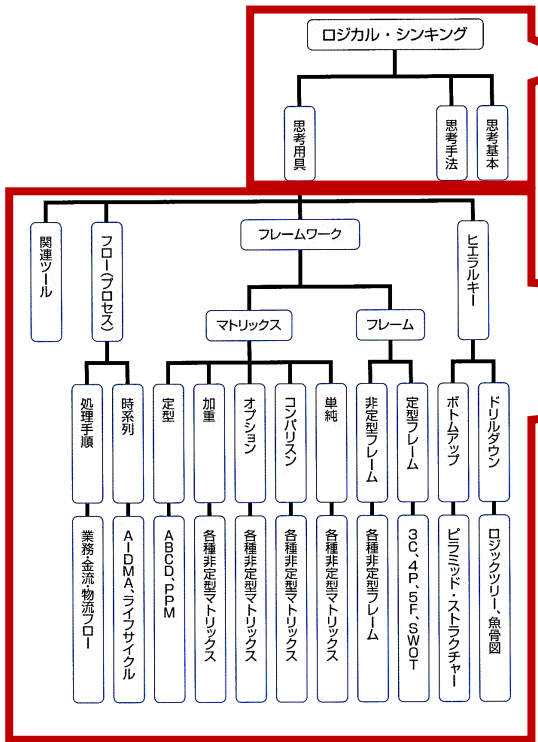 ロジカル・シンキング
思考基本
思考手法
思考用具
ヒエラルキー
フレームワーク
フロー(プロセス)
関連ツール
フレーム
マトリックス
ドリルダウン
ボトムアップ
定型フレーム
非定型フレーム
単純
コンパリスン
オプション
加重
定型
時系列
処理手順
ロジックツリー、魚骨図
ピラミッド・ストラクチャー
3C、4P、5F、SWOT
各種非定型フレーム
各種非定型マトリックス
各種非定型マトリックス
各種非定型マトリックス
各種非定型マトリックス
ABCD、PPM
AIDMA、ライフサイクル
業務・金流・物流フロー